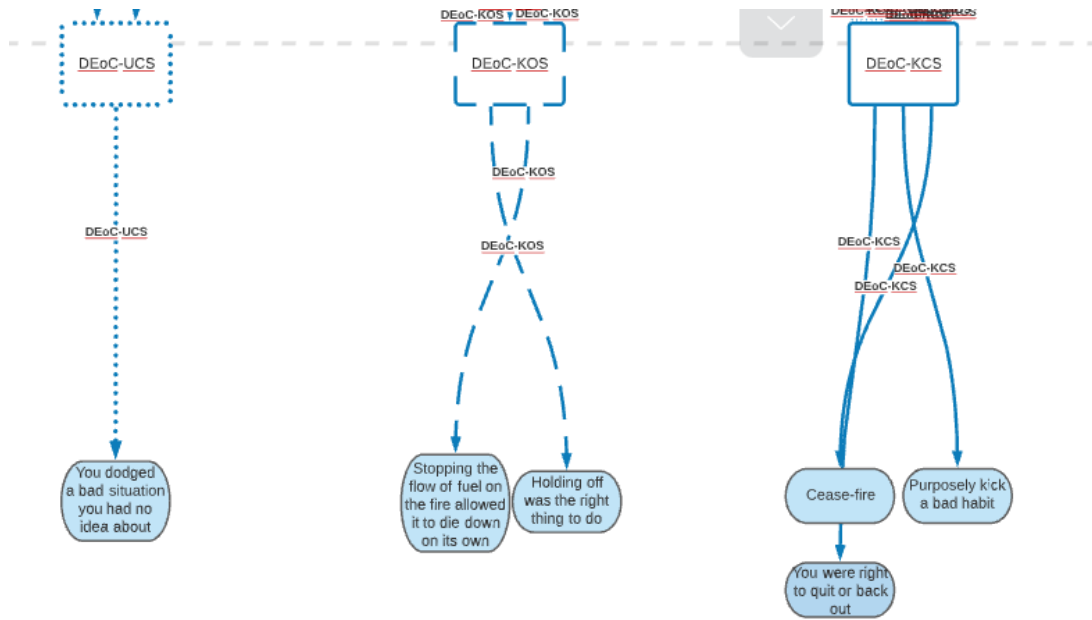 DEoC-KOS
DEoC-KOS
DEoC-UCS
DEoC-KOS
DEoC-KCS
DEoC-KOS
DEoC-UCS
DEoC-KOS
DEoC-KCS
DEoC-KCS
DEoC-KCS
You dodged
a bad situation
you had no
idea about
Stopping the
flow of fuel on
the fire allowed
it to die down
on its own
Holding off
was the right
thing to do
Cease-fire
Purposely kick
a bad habit
You were right
to quit or back
out